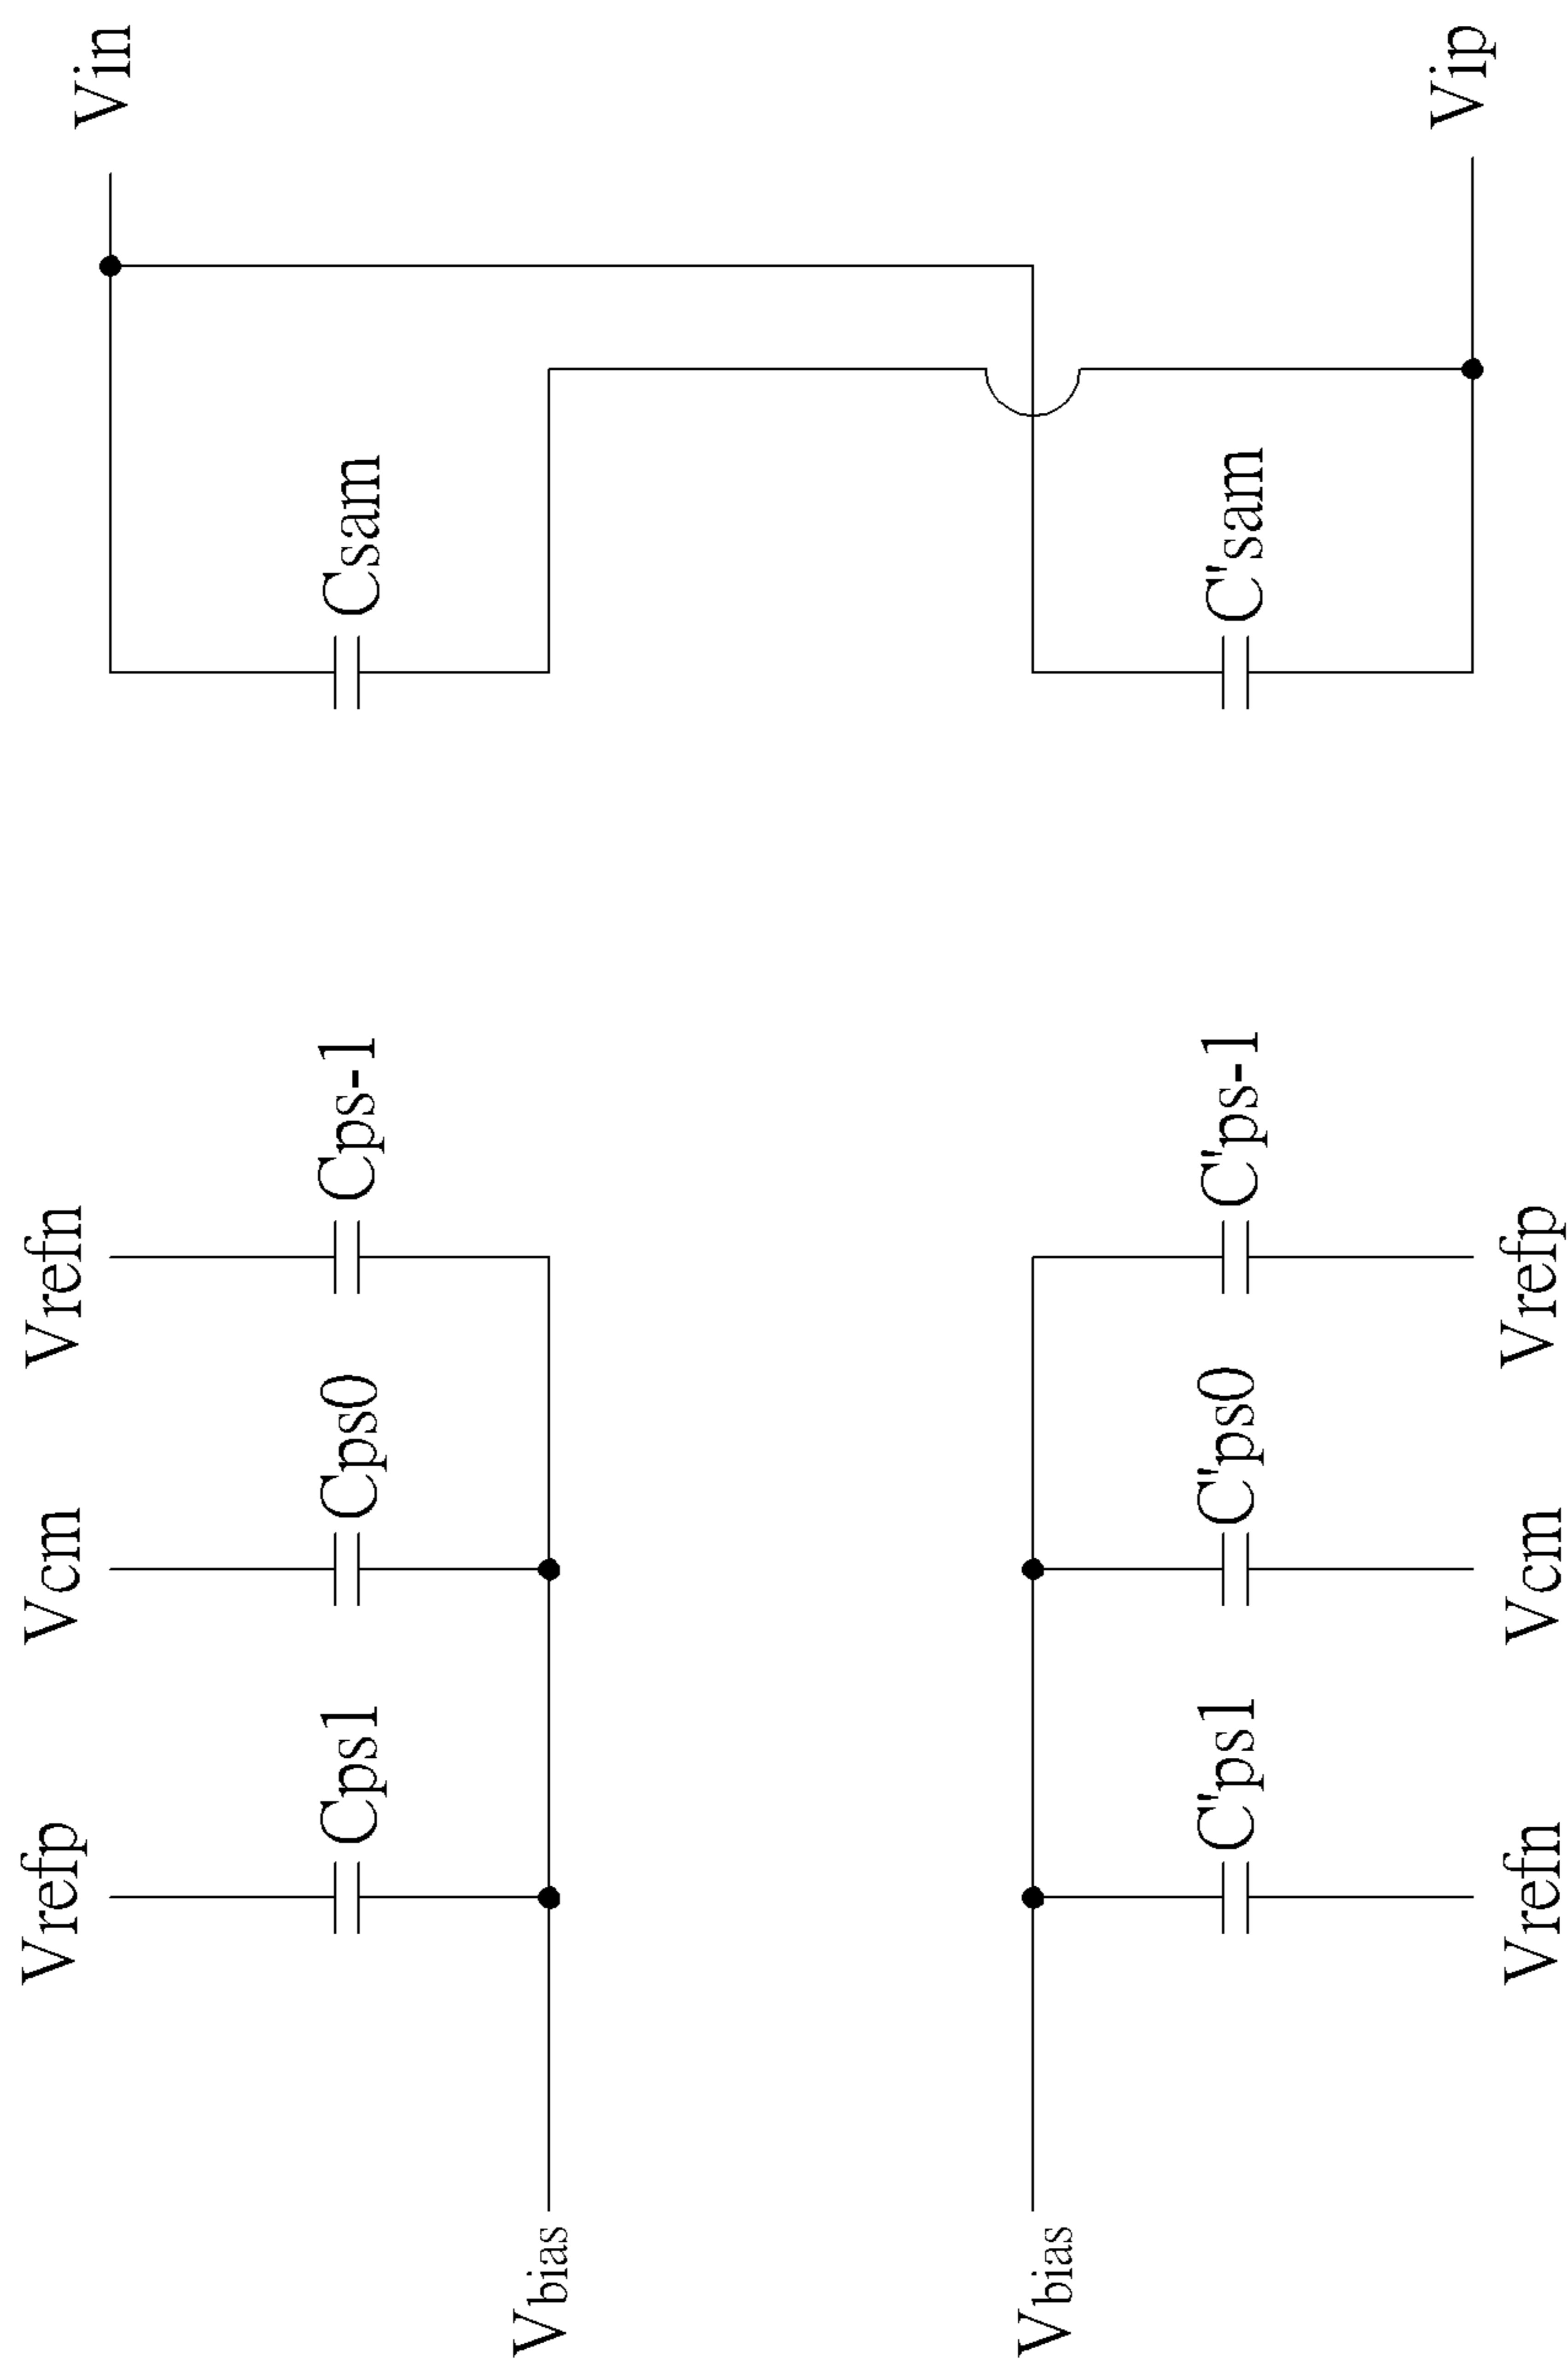 Vrefp
Vcm
Vrefn
Vin
Cps1
Cps0
Cps-1
Csam
Vbias
Vbias
C'ps1
C'ps0
C'ps-1
C'sam
Vrefn
Vcm
Vrefp
Vip